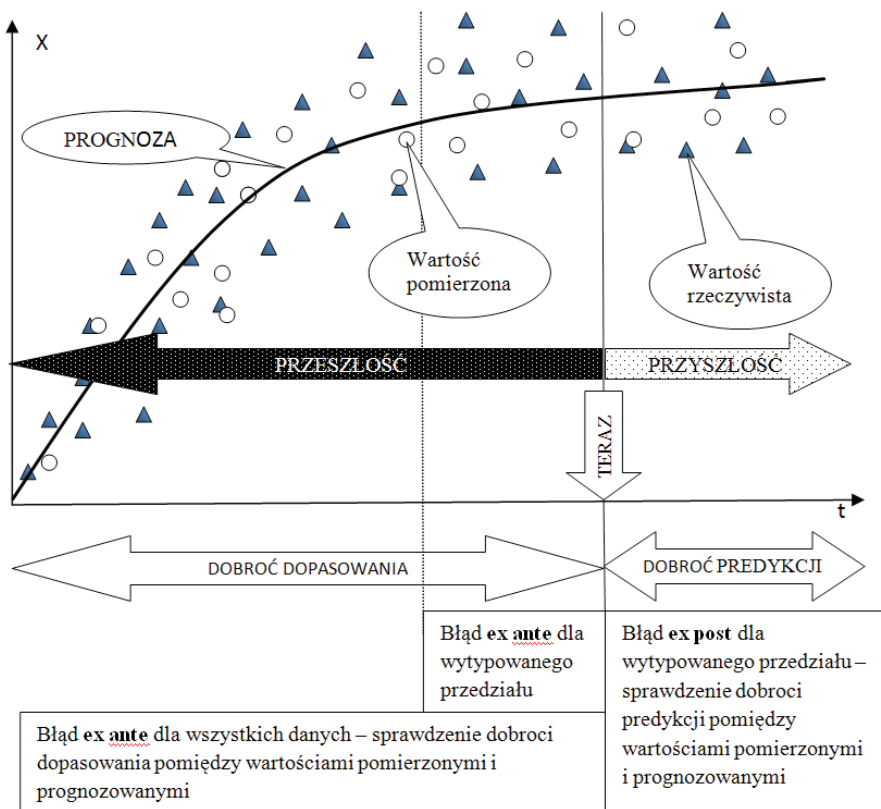 X
PROGNOZA
Wartość
pomierzona
Wartość
rzeczywista
PRZESZŁOŚĆ
PRZYSZŁOŚĆ
TERAZ
t
DOBROĆ DOPASOWANIA
DOBROĆ PREDYKCJI
Błąd ex ante dla
wytypowanego
przedziału
Błąd ex post dla
wytypowanego przedziału –
sprawdzenie dobroci
predykcji pomiędzy
wartościami pomierzonymi
i prognozowanymi
Błąd ex ante dla wszystkich danych – sprawdzenie dobroci
dopasowania pomiędzy wartościami pomierzonymi i
prognozowanymi